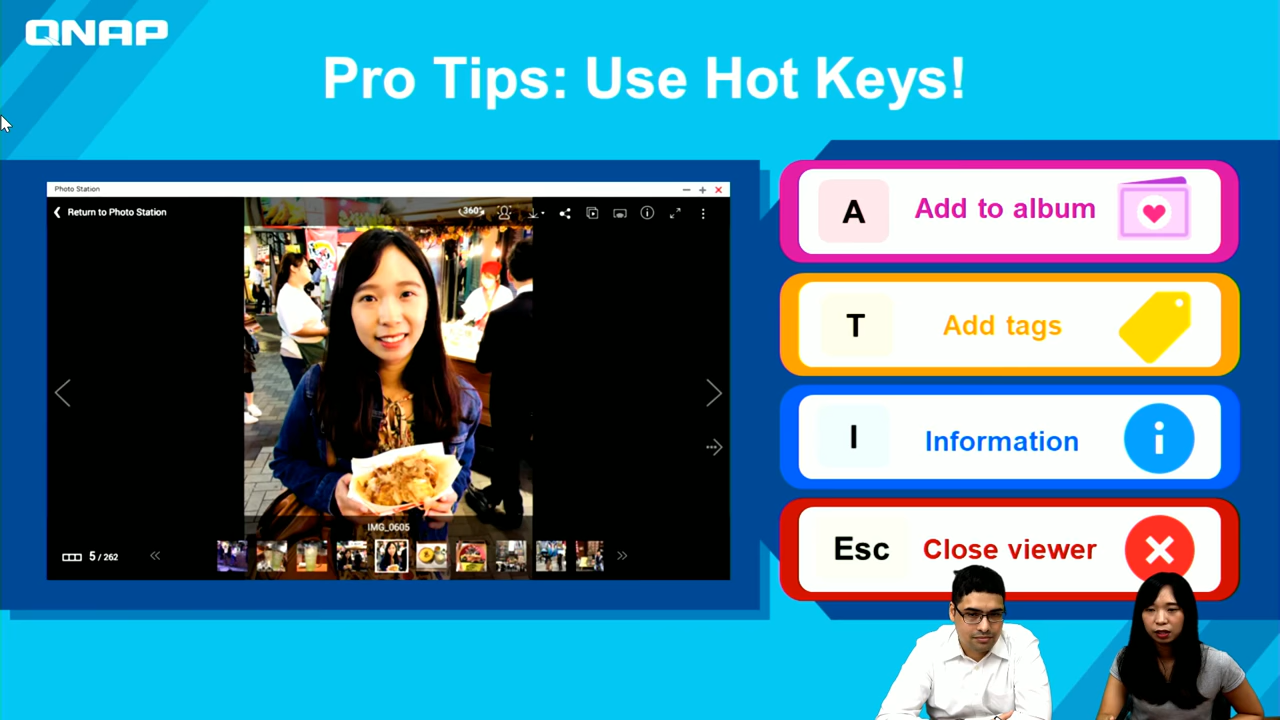 QNAP
Pro Tips: Use Hot Keys!
Photo Station
Return to Photo Station
360°
IMG_0605
5 / 262
A
Add to album
T
Add tags
I
Information
Esc
Close viewer